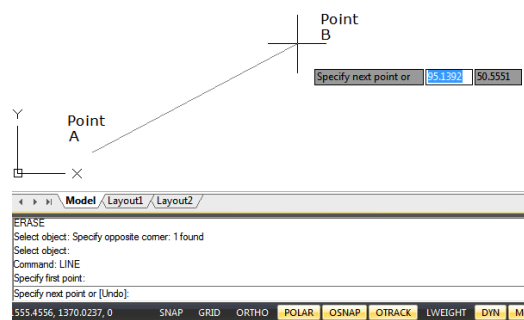 Point
B
Specify next point or 95.1392 50.5551
Y
Point
A
X
Model Layout1 Layout2
ERASE
Select object: Specify opposite corner: 1 found
Select object:
Command: LINE
Specify first point:
Specify next point or [Undo]:
.555.4556, 1370.0237, 0 SNAP GRID ORTHO POLAR OSNAP OTRACK LWEIGHT DYN